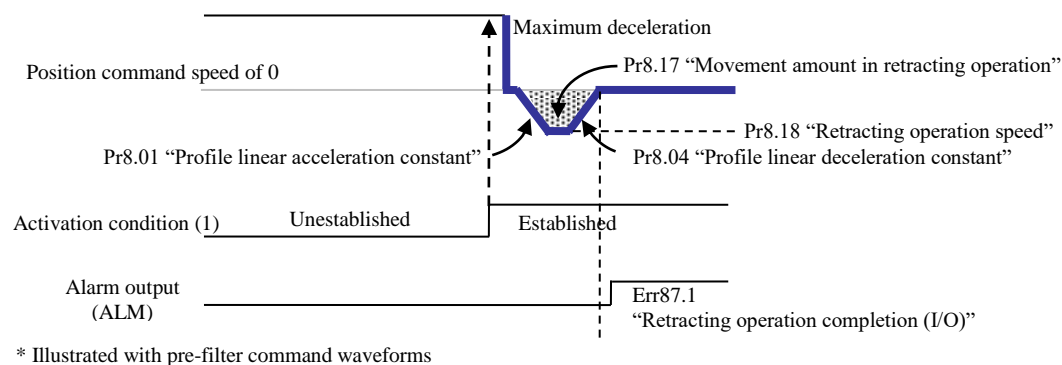 Maximum deceleration
Position command speed of 0
Pr8.17 “Movement amount in retracting operation”
Pr8.18 “Retracting operation speed”
Pr8.01 “Profile linear acceleration constant”
Pr8.04 “Profile linear deceleration constant”
Activation condition (1)
Unestablished
Established
Alarm output
(ALM)
Err87.1
“Retracting operation completion (I/O)”
* Illustrated with pre-filter command waveforms